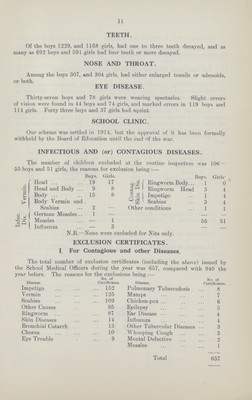 11
TEETH.
Of the boys 1229, and 1168 girls, had one to three teeth decayed, and as
many as 692 boys and 591 girls had four teeth or more decayed.
NOSE AND THROAT.
Among the boys 307, and 304 girls, had either enlarged tonsils or adenoids,
or both.
EYE DISEASE.
Thirty-seven boys and 78 girls were wearing spectacles. Slight errors
of vision were found in 44 boys and 74 girls, and marked errors in 119 boys and
114 girls. Forty three boys and 37 girls had squint.
SCHOOL CLINIC.
Our scheme was settled in 1914, but the approval of it has been formally
withheld by the Board of Education until the end of the war.
INFECTIOUS AND (or) CONTAGIOUS DISEASES.
The number of children excluded at the routine inspection was 106—
55 boys and 51 girls, the reasons for exclusion being :—
Boys. Girls.
Vermin.
Head 19 17
Head and Body 9 8
Body 15 8
Body Vermin and
Scabies 2 —
Infec. Dis.
German Measles 1 —
Measles — 1
Influenza — 3
Boys. Girls.
Ringworm Body 1 0
Ringworm Head 3 4
Impetigo 1 4
Scabies 3 4
Other conditions 1 1
55 51
N.B.—None were excluded for Nits only.
EXCLUSION CERTIFICATES.
I. For Contagious and other Diseases.
The total number of exclusion certificates (including the above) issued by
the School Medical Officers during the year was 657, compared with 949 the
year before. The reasons for the exclusions being —
Disease. No. of Certificates.
Impetigo 152
Vermin 125
Scabies 109
Other Causes 95
Ringworm 87
Skin Diseases 14
Bronchial Catarrh 13
Chorea 10
Eye Trouble 9
Disease. No. of Certificates.
Pulmonary Tuberculosis 8
Mumps 7
Chicken-pox 6
Epilepsy 5
Ear Disease 4
Influenza 4
Other Tubercular Diseases 3
Whooping Cough 3
Mental Defective 2
Measles 1
Total 657